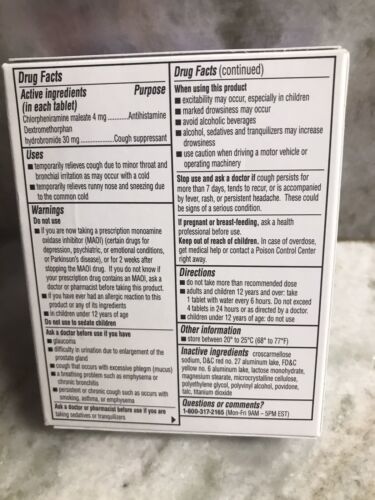 Drug Facts
Active ingredients Purpose
(in each tablet)
Chlorpheniramine maleate 4 mg............Antihistamine
Dextromethorphan
hydrobromide 30 mg....................Cough suppressant
Uses
■ temporarily relieves cough due to minor throat and
bronchial irritation as may occur with a cold
■ temporarily relieves runny nose and sneezing due
to the common cold
Warnings
Do not use
■ if you are now taking a prescription monoamine
oxidase inhibitor (MAOI) (certain drugs for
depression, psychiatric, or emotional conditions,
or Parkinson's disease), or for 2 weeks after
stopping the MAOI drug. If you do not know if
your prescription drug contains an MAOI, ask a
doctor or pharmacist before taking this product.
■ if you have ever had an allergic reaction to this
product or any of its ingredients
■ in children under 12 years of age
Do not use to sedate children
Ask a doctor before use if you have
■ glaucoma
■ difficulty in urination due to enlargement of the
prostate gland
■ cough that occurs with excessive phlegm (mucus)
■ a breathing problem such as emphysema or
chronic bronchitis
■ persistent or chronic cough such as occurs with
smoking, asthma, or emphysema
Ask a doctor or pharmacist before use if you are
taking sedatives or tranquilizers
Drug Facts (continued)
When using this product
■ excitability may occur, especially in children
■ marked drowsiness may occur
■ avoid alcoholic beverages
■ alcohol, sedatives and tranquilizers may increase
drowsiness
■ use caution when driving a motor vehicle or
operating machinery
Stop use and ask a doctor if cough persists for
more than 7 days, tends to recur, or is accompanied
by fever, rash, or persistent headache. These could
be signs of a serious condition.
If pregnant or breast-feeding, ask a health
professional before use.
Keep out of reach of children. In case of overdose,
get medical help or contact a Poison Control Center
right away.
Directions
■ do not take more than recommended dose
■ adults and children 12 years and over: take
1 tablet with water every 6 hours. Do not exceed
4 tablets in 24 hours or as directed by a doctor.
■ children under 12 years of age: do not use
Other information
■ store between 20° to 25°C (68° to 77°F)
Inactive ingredients croscarmellose
sodium, D&C red no. 27 aluminum lake, FD&C
yellow no. 6 aluminum lake, lactose monohydrate,
magnesium stearate, microcrystalline cellulose,
polyethylene glycol, polyvinyl alcohol, povidone,
talc, titanium dioxide
Questions or comments?
1-800-317-2165 (Mon-Fri 9AM – 5PM EST)